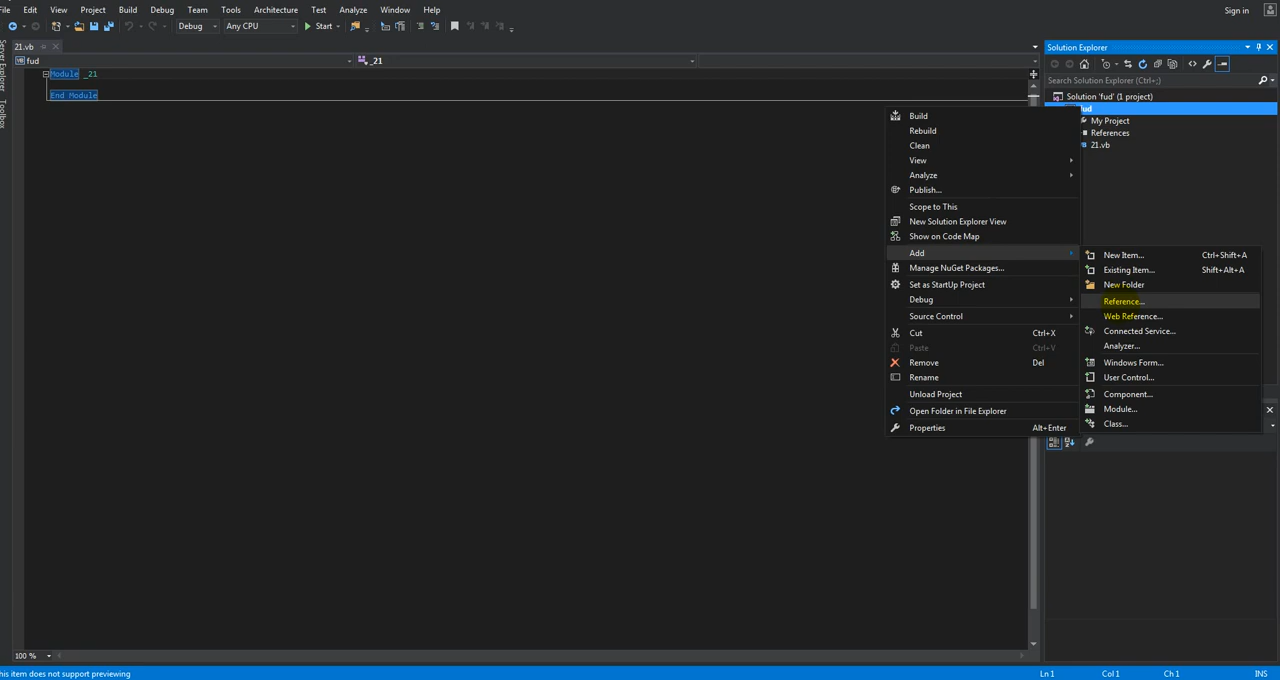 File Edit View Project Build Debug Team Tools Architecture Test Analyze Window Help Sign in
Debug Any CPU Start
21.vb
fud _21
Module _21
End Module
Server Explorer
Toolbox
Solution Explorer
Search Solution Explorer (Ctrl+;)
Solution 'fud' (1 project)
fud
My Project
References
21.vb
Build
Rebuild
Clean
View
Analyze
Publish...
Scope to This
New Solution Explorer View
Show on Code Map
Add
Manage NuGet Packages...
Set as StartUp Project
Debug
Source Control
Cut Ctrl+X
Paste Ctrl+V
Remove Del
Rename
Unload Project
Open Folder in File Explorer
Properties Alt+Enter
New Item... Ctrl+Shift+A
Existing Item... Shift+Alt+A
New Folder
Reference...
Web Reference...
Connected Service...
Analyzer...
Windows Form...
User Control...
Component...
Module...
Class...
100 %
his item does not support previewing Ln 1 Col 1 Ch 1 INS